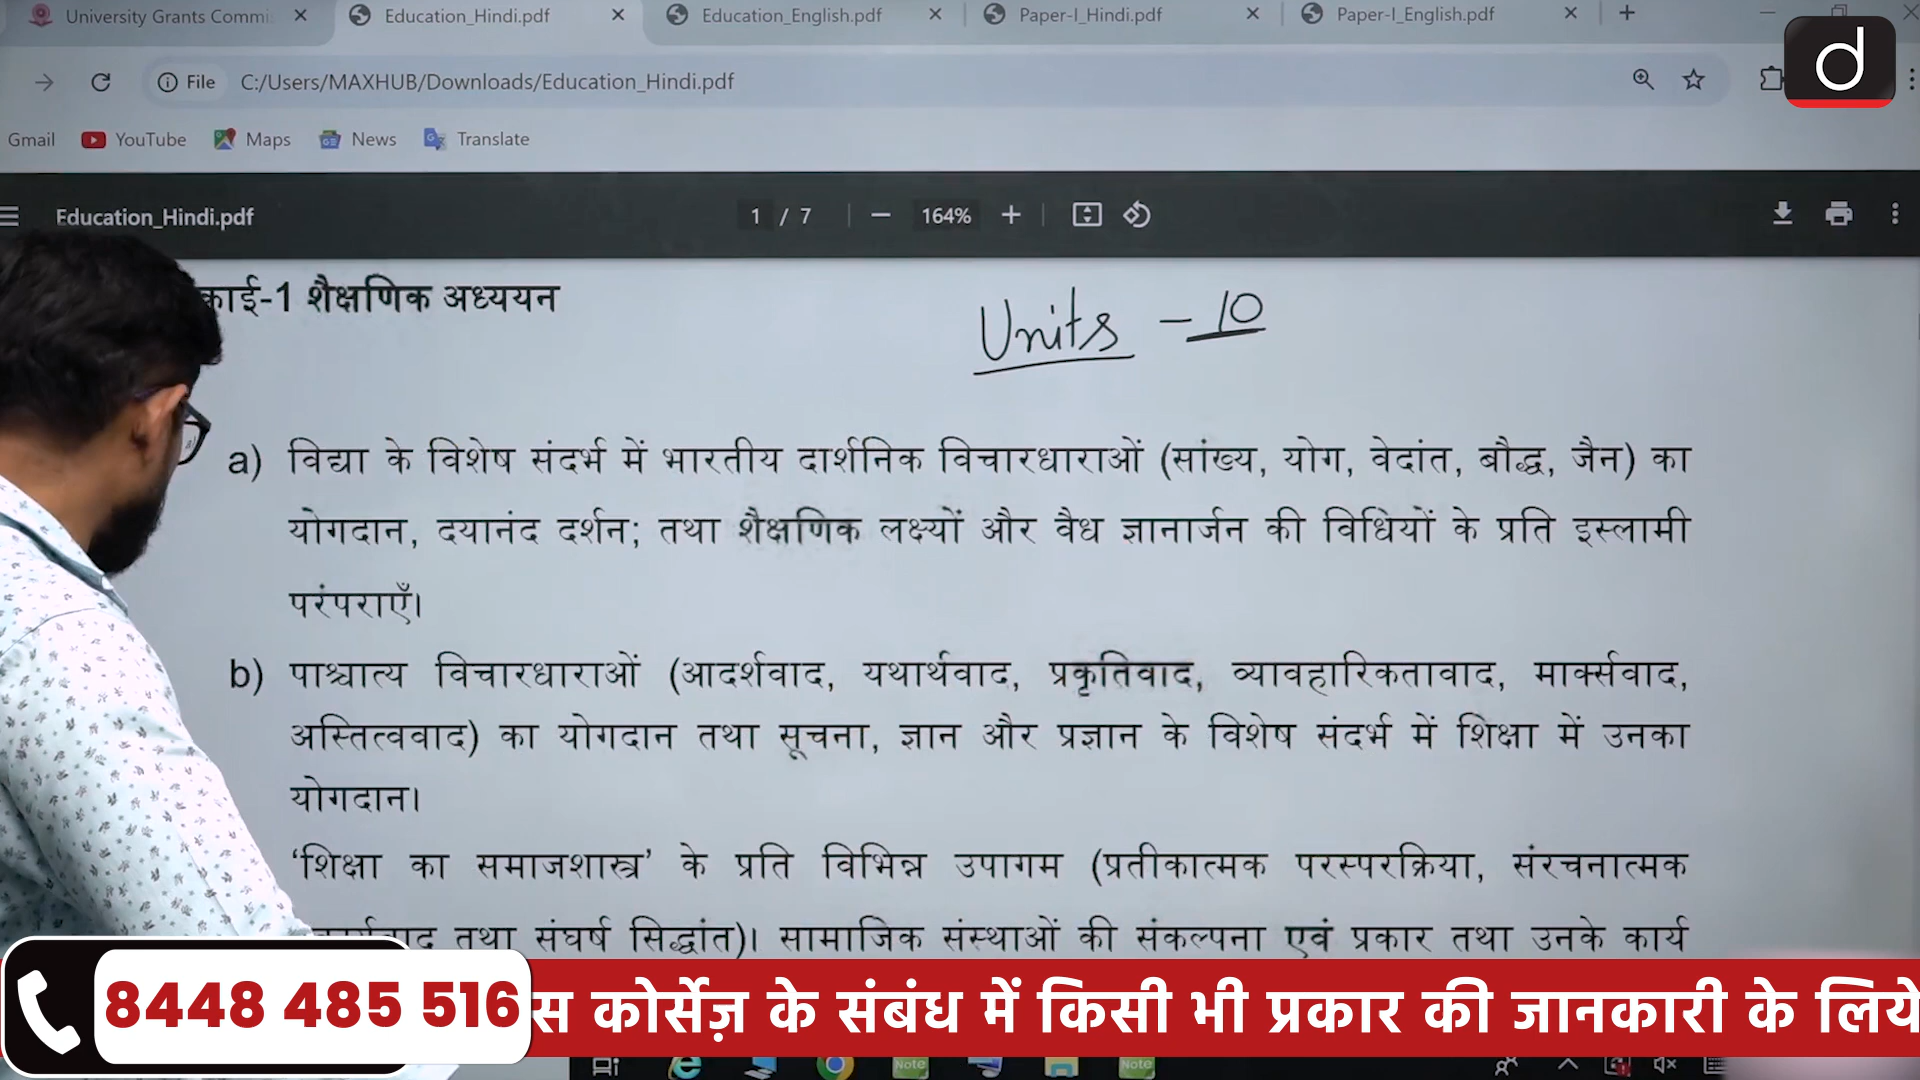 University Grants Commi
Education_Hindi.pdf
Education_English.pdf
Paper-I_Hindi.pdf
Paper-I_English.pdf
File
C:/Users/MAXHUB/Downloads/Education_Hindi.pdf
Gmail
YouTube
Maps
News
Translate
Education_Hindi.pdf
1 / 7
164%
काई-1 शैक्षणिक अध्ययन
Units - 10
a) विद्या के विशेष संदर्भ में भारतीय दार्शनिक विचारधाराओं (सांख्य, योग, वेदांत, बौद्ध, जैन) का
योगदान, दयानंद दर्शन; तथा शैक्षणिक लक्ष्यों और वैध ज्ञानार्जन की विधियों के प्रति इस्लामी
परंपराएँ।
b) पाश्चात्य विचारधाराओं (आदर्शवाद, यथार्थवाद, प्रकृतिवाद, व्यावहारिकतावाद, मार्क्सवाद,
अस्तित्ववाद) का योगदान तथा सूचना, ज्ञान और प्रज्ञान के विशेष संदर्भ में शिक्षा में उनका
योगदान।
‘शिक्षा का समाजशास्त्र’ के प्रति विभिन्न उपागम (प्रतीकात्मक परस्परक्रिया, संरचनात्मक
तथा संघर्ष सिद्धांत)। सामाजिक संस्थाओं की संकल्पना एवं प्रकार तथा उनके कार्य
8448 485 516
स कोर्सेज़ के संबंध में किसी भी प्रकार की जानकारी के लिये
d
Note
Note